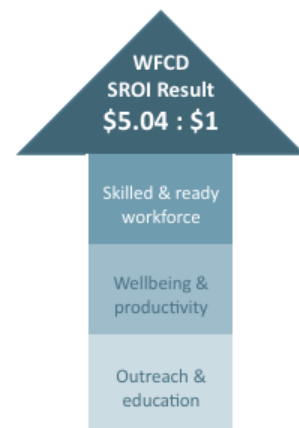 WFCD
SROI Result
$5.04 : $1
Skilled & ready
workforce
Wellbeing &
productivity
Outreach &
education